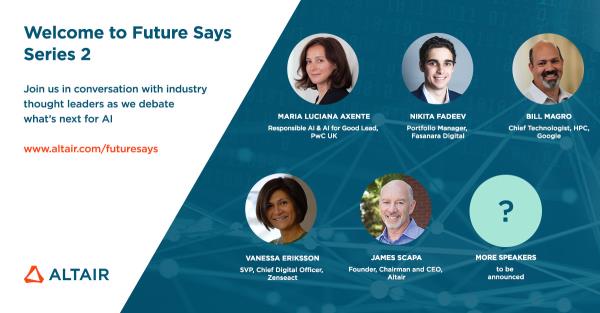 Welcome to Future Says
Series 2
Join us in conversation with industry
thought leaders as we debate
what's next for AI
www.altair.com/futuresays
ALTAIR
MARIA LUCIANA AXENTE
Responsible AI & AI for Good Lead,
PwC UK
NIKITA FADEEV
Portfolio Manager,
Fasanara Digital
BILL MAGRO
Chief Technologist, HPC,
Google
VANESSA ERIKSSON
SVP, Chief Digital Officer,
Zenseact
JAMES SCAPA
Founder, Chairman and CEO,
Altair
?
MORE SPEAKERS
to be
announced